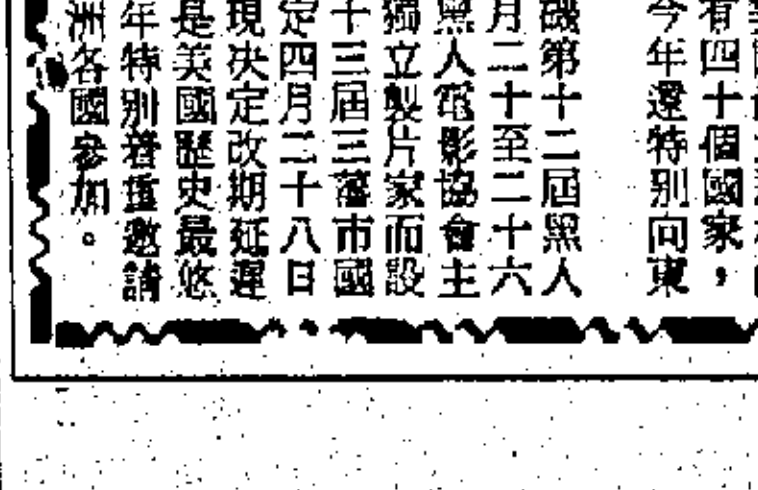 有四十個國家，
今年還特別向東
磯第十二屆黑人
月二十至二十六
黑人電影協會主
獨立製片家而設
十三屆三藩市國
定四月二十八日
現決定改期延遲
是美國歷史最悠
年特別着重邀請
洲各國參加。